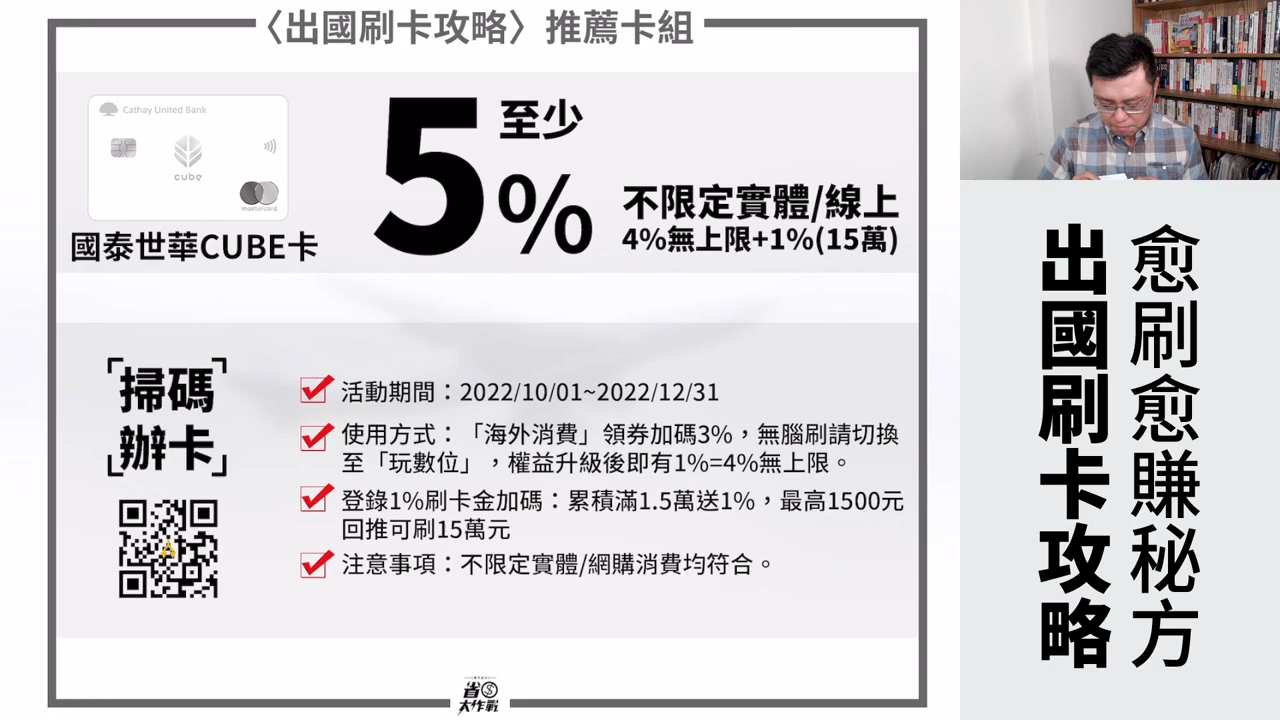 〈出國刷卡攻略〉推薦卡組
Cathay United Bank
cube
mastercard
國泰世華CUBE卡
5%
至少
不限定實體/線上
4%無上限+1%(15萬)
掃碼
辦卡
活動期間：2022/10/01~2022/12/31
使用方式：「海外消費」領券加碼3%，無腦刷請切換
至「玩數位」，權益升級後即有1%=4%無上限。
登錄1%刷卡金加碼：累積滿1.5萬送1%，最高1500元
回推可刷15萬元
注意事項：不限定實體/網購消費均符合。
省
大作戰
愈刷愈賺秘方
出國刷卡攻略